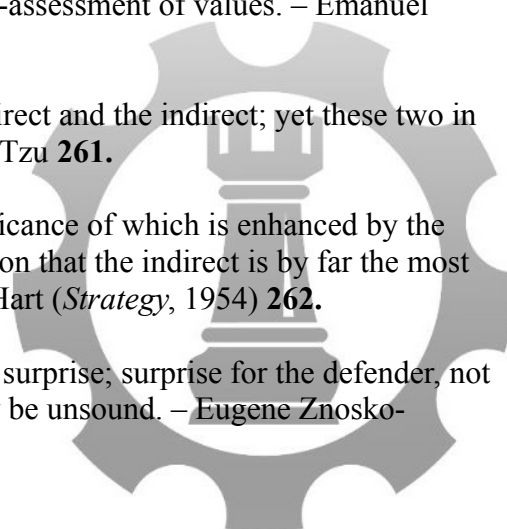 -assessment of values. – Emanuel
irect and the indirect; yet these two in
Tzu 261.
ficance of which is enhanced by the
on that the indirect is by far the most
Hart (Strategy, 1954) 262.
surprise; surprise for the defender, not
be unsound. – Eugene Znosko-